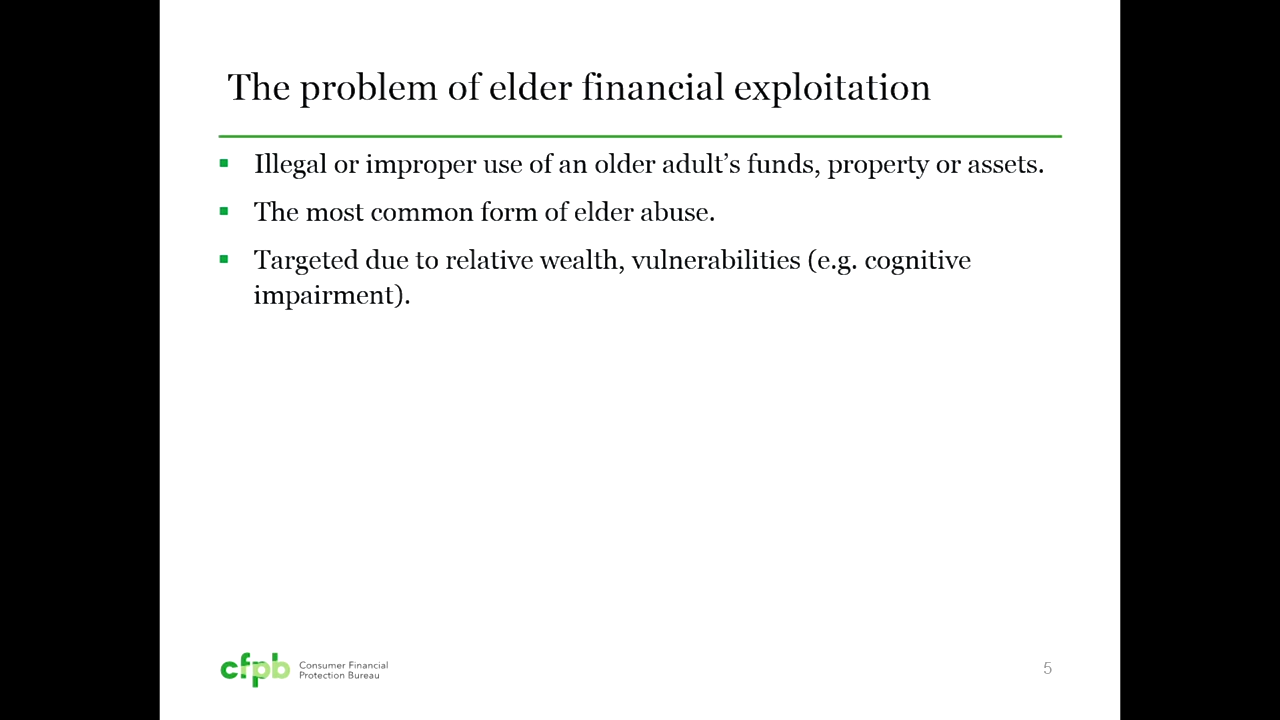 The problem of elder financial exploitation
Illegal or improper use of an older adult’s funds, property or assets.
The most common form of elder abuse.
Targeted due to relative wealth, vulnerabilities (e.g. cognitive
impairment).
cfpb
Consumer Financial
Protection Bureau
5